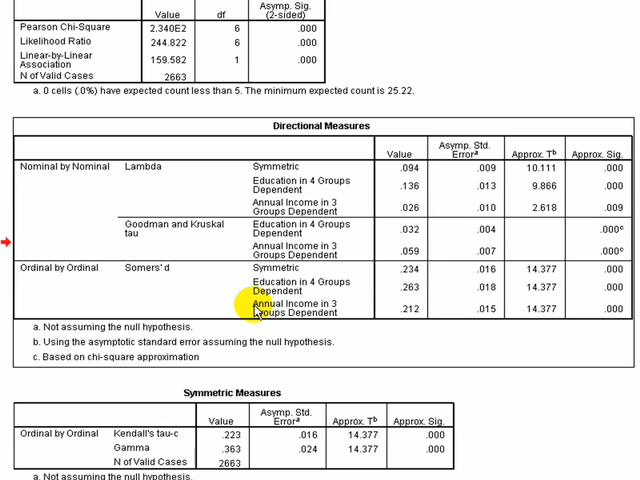 Value df Asymp. Sig. (2-sided)
Pearson Chi-Square 2.340E2 6 .000
Likelihood Ratio 244.822 6 .000
Linear-by-Linear Association 159.582 1 .000
N of Valid Cases 2663
a. 0 cells (.0%) have expected count less than 5. The minimum expected count is 25.22.
Directional Measures
Value Asymp. Std. Errorᵃ Approx. Tᵇ Approx. Sig.
Nominal by Nominal Lambda Symmetric .094 .009 10.111 .000
Education in 4 Groups Dependent .136 .013 9.866 .000
Annual Income in 3 Groups Dependent .026 .010 2.618 .009
Goodman and Kruskal tau Education in 4 Groups Dependent .032 .004 .000ᶜ
Annual Income in 3 Groups Dependent .059 .007 .000ᶜ
Ordinal by Ordinal Somers' d Symmetric .234 .016 14.377 .000
Education in 4 Groups Dependent .263 .018 14.377 .000
Annual Income in 3 Groups Dependent .212 .015 14.377 .000
a. Not assuming the null hypothesis.
b. Using the asymptotic standard error assuming the null hypothesis.
c. Based on chi-square approximation
Symmetric Measures
Value Asymp. Std. Errorᵃ Approx. Tᵇ Approx. Sig.
Ordinal by Ordinal Kendall's tau-c .223 .016 14.377 .000
Gamma .363 .024 14.377 .000
N of Valid Cases 2663
a. Not assuming the null hypothesis.